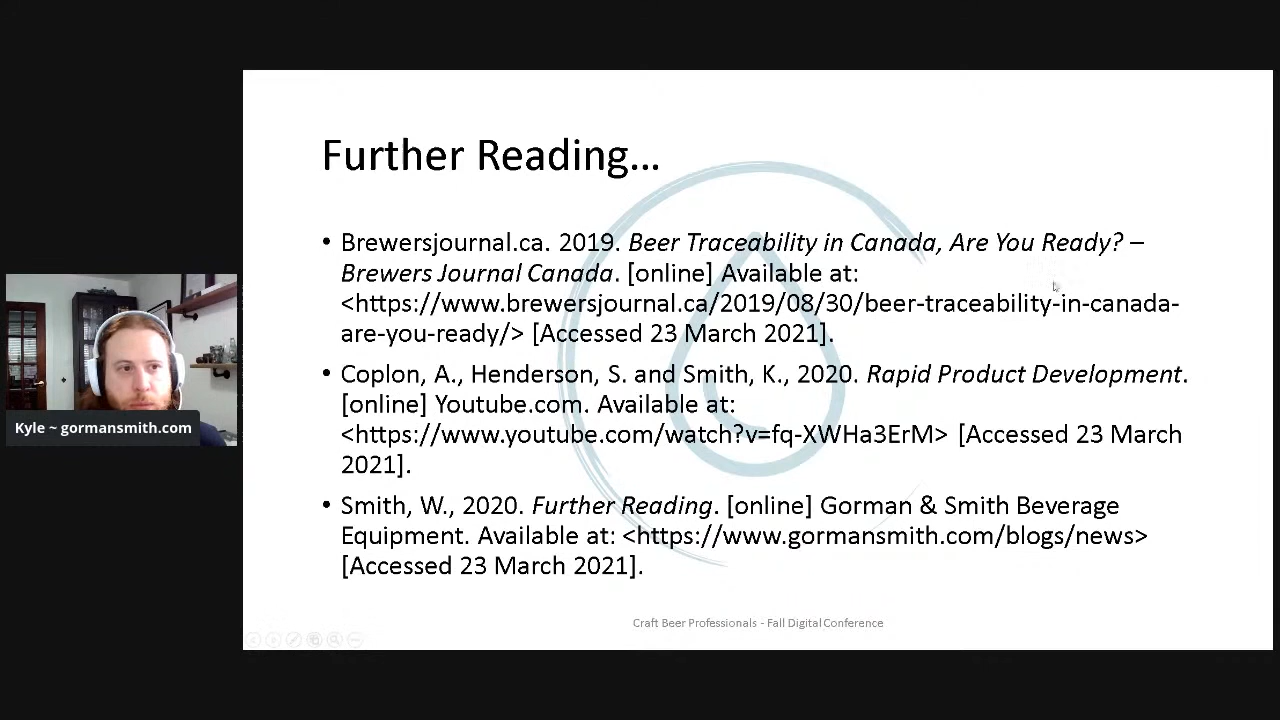 Further Reading...
• Brewersjournal.ca. 2019. Beer Traceability in Canada, Are You Ready? –
Brewers Journal Canada. [online] Available at:
<https://www.brewersjournal.ca/2019/08/30/beer-traceability-in-canada-
are-you-ready/> [Accessed 23 March 2021].
• Coplon, A., Henderson, S. and Smith, K., 2020. Rapid Product Development.
[online] Youtube.com. Available at:
<https://www.youtube.com/watch?v=fq-XWHa3ErM> [Accessed 23 March
2021].
• Smith, W., 2020. Further Reading. [online] Gorman & Smith Beverage
Equipment. Available at: <https://www.gormansmith.com/blogs/news>
[Accessed 23 March 2021].
Kyle ~ gormansmith.com
Craft Beer Professionals - Fall Digital Conference